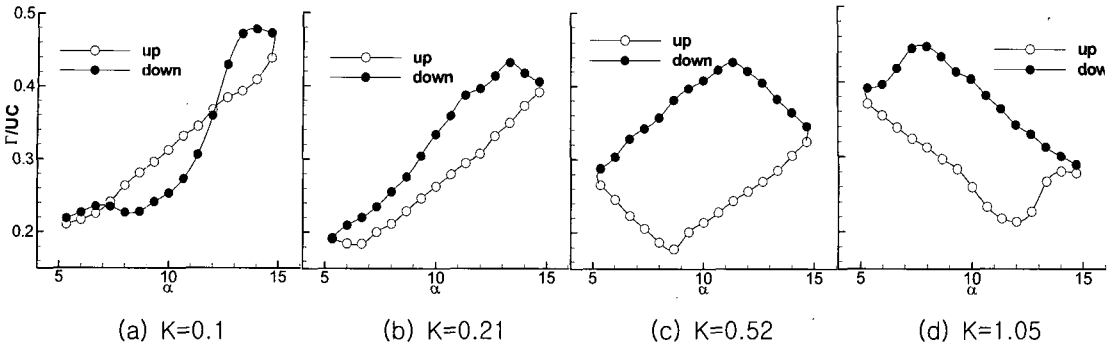 Γ/UC
0.5
0.4
0.3
0.2
up
down
5
10
15
α
up
down
5
10
15
α
up
down
5
10
15
α
up
dow
5
10
15
α
(a) K=0.1
(b) K=0.21
(c) K=0.52
(d) K=1.05